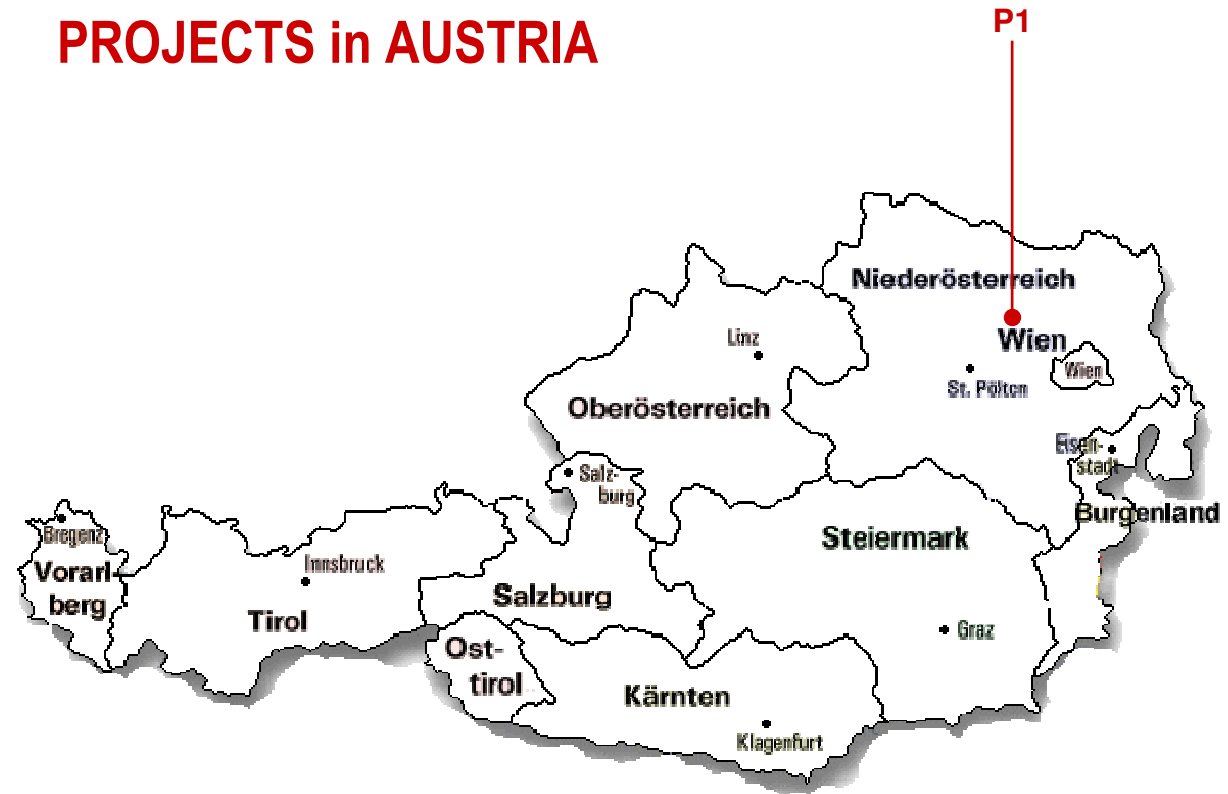 PROJECTS in AUSTRIA
P1
Niederösterreich
Linz
Wien
Wien
St. Pölten
Oberösterreich
Eisen-
stadt
Salz-
burg
Burgenland
Bregenz
Steiermark
Innsbruck
Vorarl-
berg
Salzburg
Tirol
Graz
Ost-
tirol
Kärnten
Klagenfurt